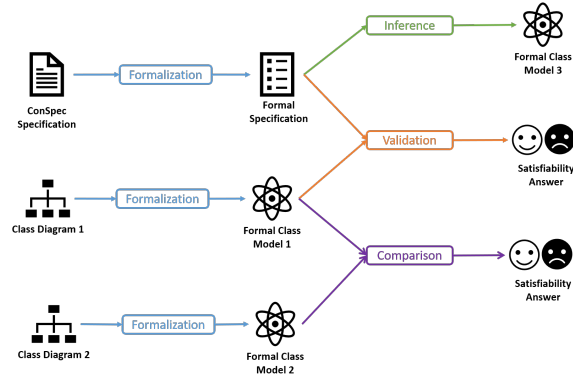 Inference
Formal Class
Model 3
Formalization
ConSpec
Specification
Formal
Specification
Validation
Satisfiability
Answer
Formalization
Class Diagram 1
Formal Class
Model 1
Comparison
Satisfiability
Answer
Formalization
Class Diagram 2
Formal Class
Model 2